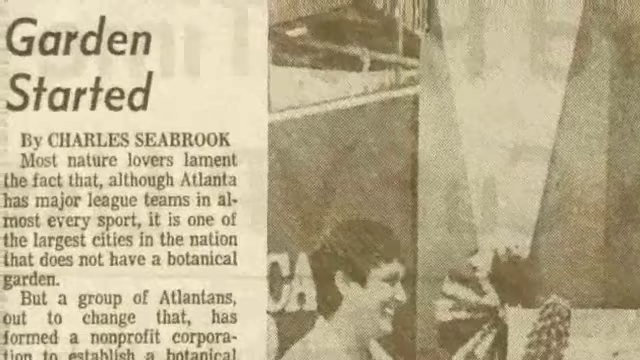 Garden
Started
By CHARLES SEABROOK
Most nature lovers lament
the fact that, although Atlanta
has major league teams in al-
most every sport, it is one of
the largest cities in the nation
that does not have a botanical
garden.
But a group of Atlantans,
out to change that, has
formed a nonprofit corpora-
tion to establish a botanical
CA